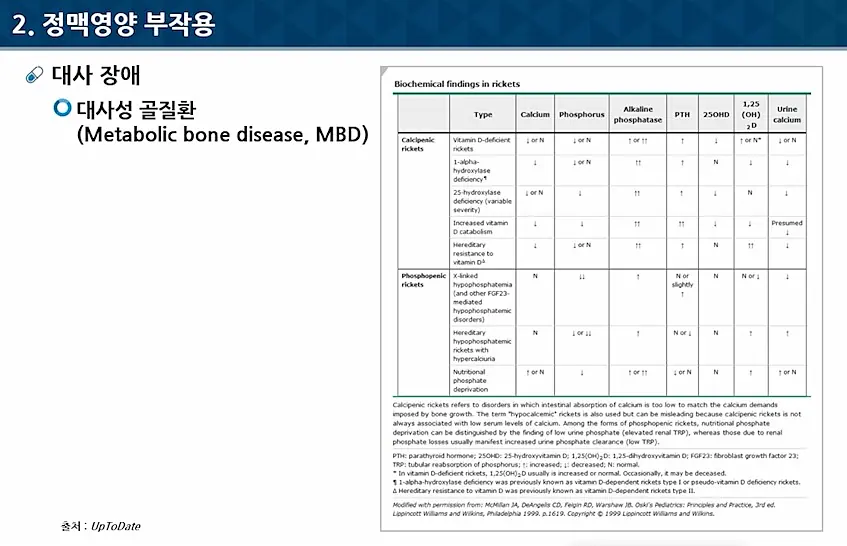 2. 정맥영양 부작용
대사 장애
대사성 골질환
(Metabolic bone disease, MBD)
Biochemical findings in rickets
Type Calcium Phosphorus Alkaline phosphatase PTH 25OHD 1,25 (OH) 2 D Urine calcium
Calcipenic rickets Vitamin D-deficient rickets ↓ or N ↓ or N ↑ or ↑↑ ↑ ↓ ↑ or N* ↓ or N
1-alpha-hydroxylase deficiency¶ ↓ ↓ or N ↑↑ ↑ N ↓ ↓
25-hydroxylase deficiency (variable severity) ↓ or N ↓ ↑↑ ↑ ↓ N ↓
Increased vitamin D catabolism ↓ ↓ ↑↑ ↑↑ ↓ ↓ Presumed ↓
Hereditary resistance to vitamin DΔ ↓ ↓ or N ↑↑ ↑ N ↑↑ ↓
Phosphopenic rickets X-linked hypophosphatemia (and other FGF23-mediated hypophosphatemic disorders) N ↓↓ ↑ N or slightly ↑ N N or ↓ ↓
Hereditary hypophosphatemic rickets with hypercalciuria N ↓ or ↓↓ ↑ N or ↓ N ↑ ↑
Nutritional phosphate deprivation ↑ or N ↓ ↑ or ↑↑ ↓ or N N ↑ ↑ or N
Calcipenic rickets refers to disorders in which intestinal absorption of calcium is too low to match the calcium demands
imposed by bone growth. The term "hypocalcemic" rickets is also used but can be misleading because calcipenic rickets is not
always associated with low serum levels of calcium. Among the forms of phosphopenic rickets, nutritional phosphate
deprivation can be distinguished by the finding of low urine phosphate (elevated renal TRP), whereas those due to renal
phosphate losses usually manifest increased urine phosphate clearance (low TRP).
PTH: parathyroid hormone; 25OHD: 25-hydroxyvitamin D; 1,25(OH)2D: 1,25-dihydroxyvitamin D; FGF23: fibroblast growth factor 23;
TRP: tubular reabsorption of phosphorus; ↑: increased; ↓: decreased; N: normal.
* In vitamin D-deficient rickets, 1,25(OH)2D usually is increased or normal. Occasionally, it may be deceased.
¶ 1-alpha-hydroxylase deficiency was previously known as vitamin D-dependent rickets type I or pseudo-vitamin D deficiency rickets.
Δ Hereditary resistance to vitamin D was previously known as vitamin D-dependent rickets type II.
Modified with permission from: McMillan JA, DeAngelis CD, Feigin RD, Warshaw JB. Oski's Pediatrics: Principles and Practice, 3rd ed.
Lippincott Williams and Wilkins, Philadelphia 1999. p.1619. Copyright © 1999 Lippincott Williams and Wilkins.
출처 : UpToDate